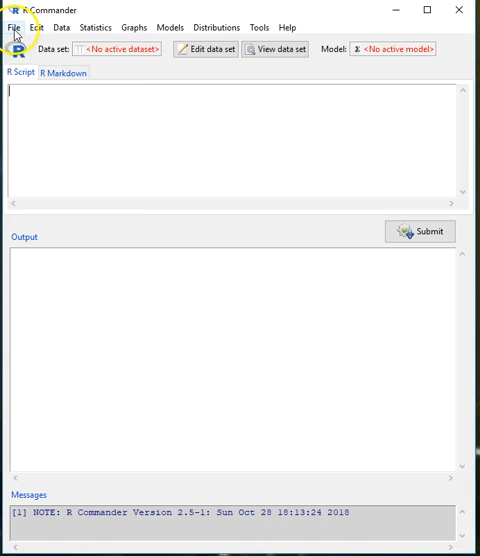 R Commander
File Edit Data Statistics Graphs Models Distributions Tools Help
R Data set: <No active dataset> Edit data set View data set Model: Σ <No active model>
R Script R Markdown
Submit
Output
Messages
[1] NOTE: R Commander Version 2.5-1: Sun Oct 28 18:13:24 2018